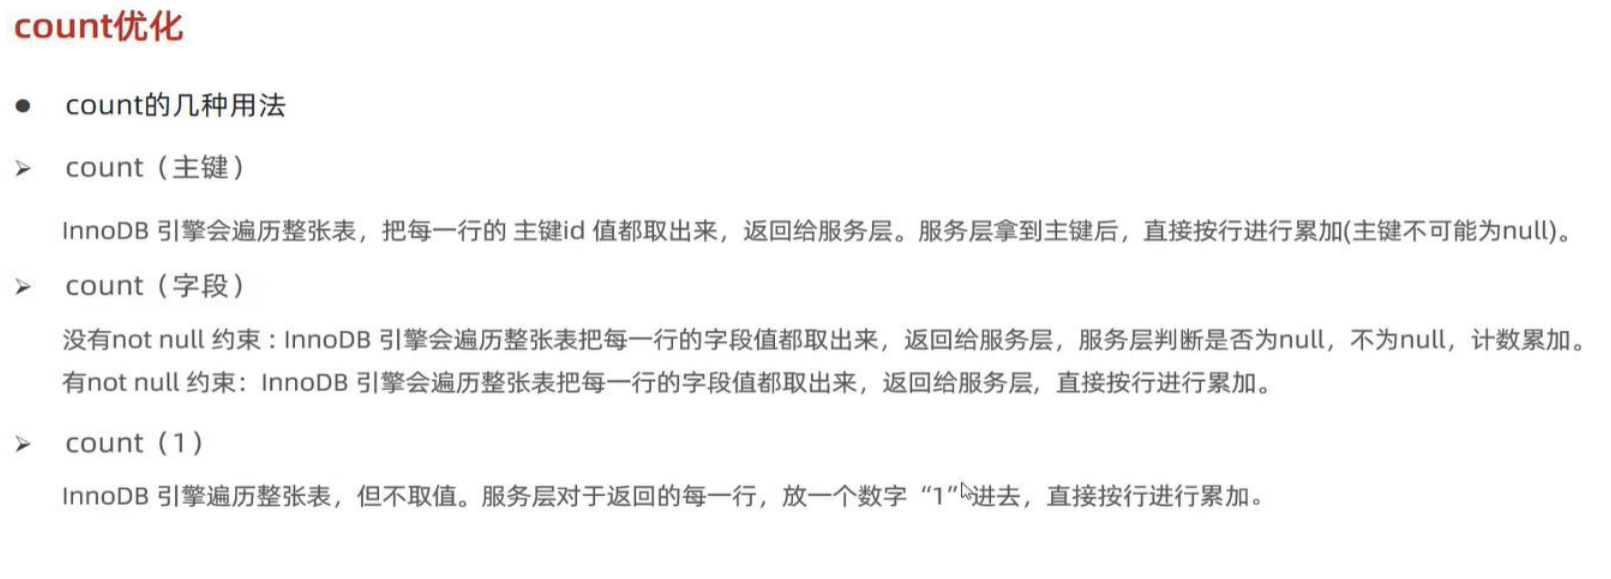 count优化
● count的几种用法
➢ count（主键）
InnoDB 引擎会遍历整张表，把每一行的 主键id 值都取出来，返回给服务层。服务层拿到主键后，直接按行进行累加(主键不可能为null)。
➢ count（字段）
没有not null 约束 : InnoDB 引擎会遍历整张表把每一行的字段值都取出来，返回给服务层，服务层判断是否为null，不为null，计数累加。
有not null 约束：InnoDB 引擎会遍历整张表把每一行的字段值都取出来，返回给服务层，直接按行进行累加。
➢ count（1）
InnoDB 引擎遍历整张表，但不取值。服务层对于返回的每一行，放一个数字“1”进去，直接按行进行累加。